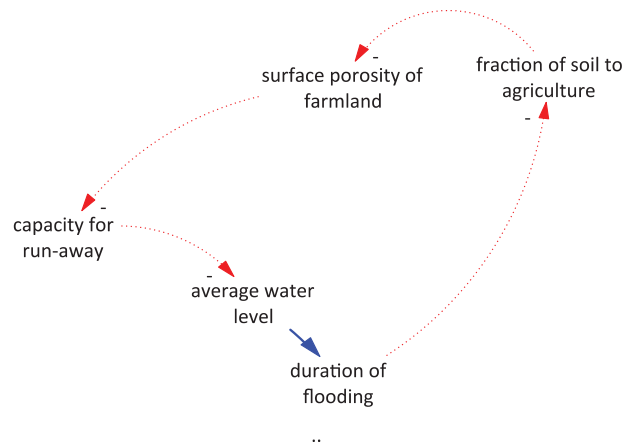 fraction of soil to
agriculture
-
surface porosity of
farmland
-
capacity for
run-away
-
average water
level
-
duration of
flooding